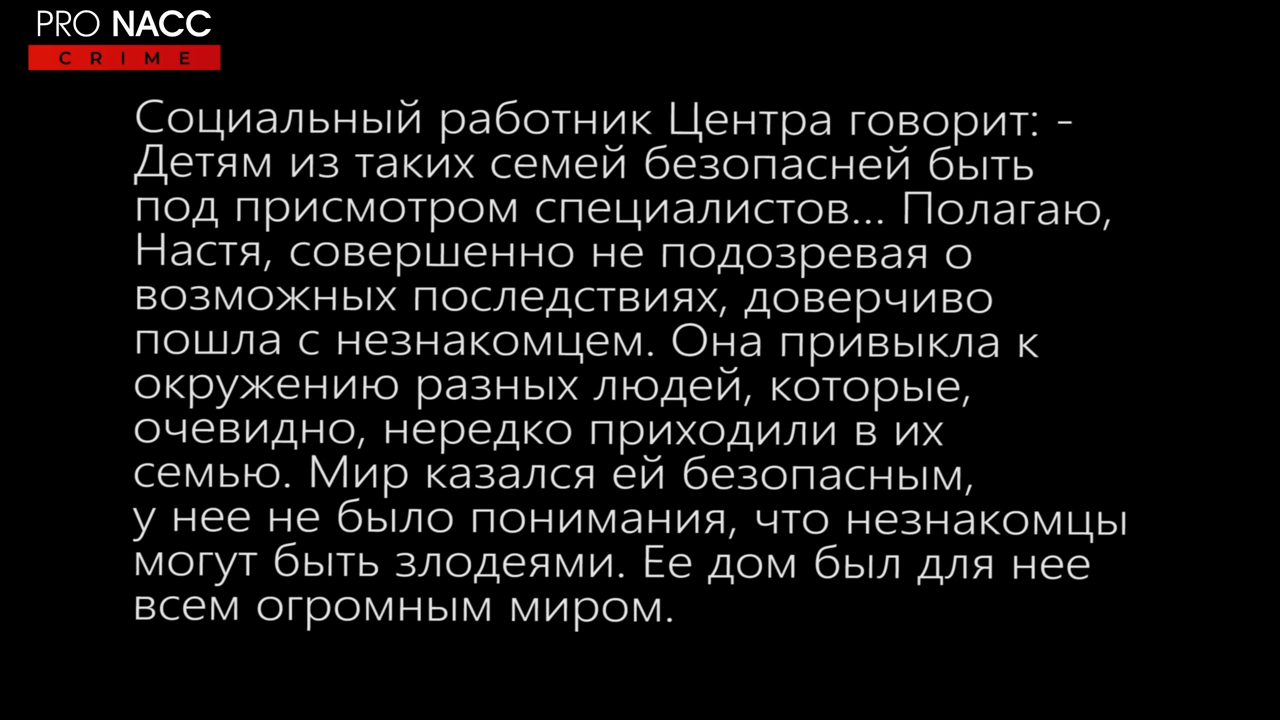 PRO NACC
CRIME
Социальный работник Центра говорит: -
Детям из таких семей безопасней быть
под присмотром специалистов... Полагаю,
Настя, совершенно не подозревая о
возможных последствиях, доверчиво
пошла с незнакомцем. Она привыкла к
окружению разных людей, которые,
очевидно, нередко приходили в их
семью. Мир казался ей безопасным,
у нее не было понимания, что незнакомцы
могут быть злодеями. Ее дом был для нее
всем огромным миром.